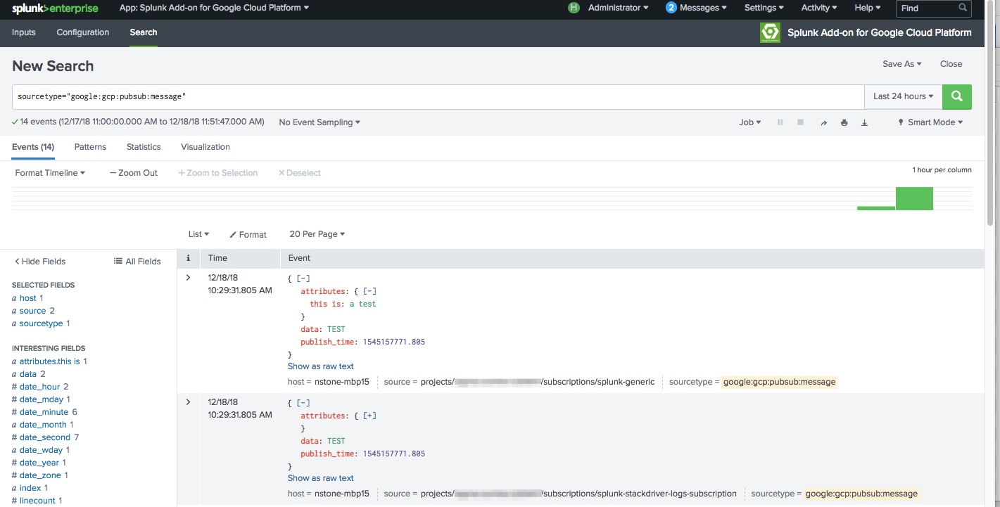 splunk>enterprise App: Splunk Add-on for Google Cloud Platform H Administrator 2 Messages Settings Activity Help Find
Inputs Configuration Search Splunk Add-on for Google Cloud Platform
New Search Save As Close
sourcetype="google:gcp:pubsub:message" Last 24 hours
14 events (12/17/18 11:00:00.000 AM to 12/18/18 11:51:47.000 AM) No Event Sampling Job Smart Mode
Events (14) Patterns Statistics Visualization
Format Timeline — Zoom Out + Zoom to Selection × Deselect 1 hour per column
List Format 20 Per Page
< Hide Fields All Fields i Time Event
SELECTED FIELDS
a host 1
a source 2
a sourcetype 1
INTERESTING FIELDS
a attributes.this is 1
a data 2
# date_hour 2
# date_mday 1
# date_minute 6
a date_month 1
# date_second 7
a date_wday 1
# date_year 1
# date_zone 1
a index 1
# linecount 1
> 12/18/18
10:29:31.805 AM
{ [-]
attributes: { [-]
this is: a test
}
data: TEST
publish_time: 1545157771.805
}
Show as raw text
host = nstone-mbp15 source = projects/ /subscriptions/splunk-generic sourcetype = google:gcp:pubsub:message
> 12/18/18
10:29:31.805 AM
{ [-]
attributes: { [+]
}
data: TEST
publish_time: 1545157771.805
}
Show as raw text
host = nstone-mbp15 source = projects/ /subscriptions/splunk-stackdriver-logs-subscription sourcetype = google:gcp:pubsub:message